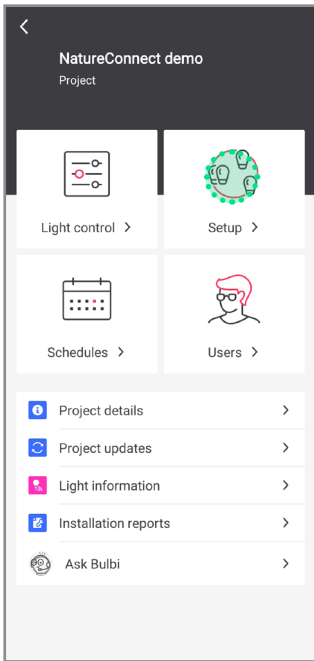 NatureConnect demo
Project
Light control
Setup
Schedules
Users
Project details
Project updates
Light information
Installation reports
Ask Bulbi